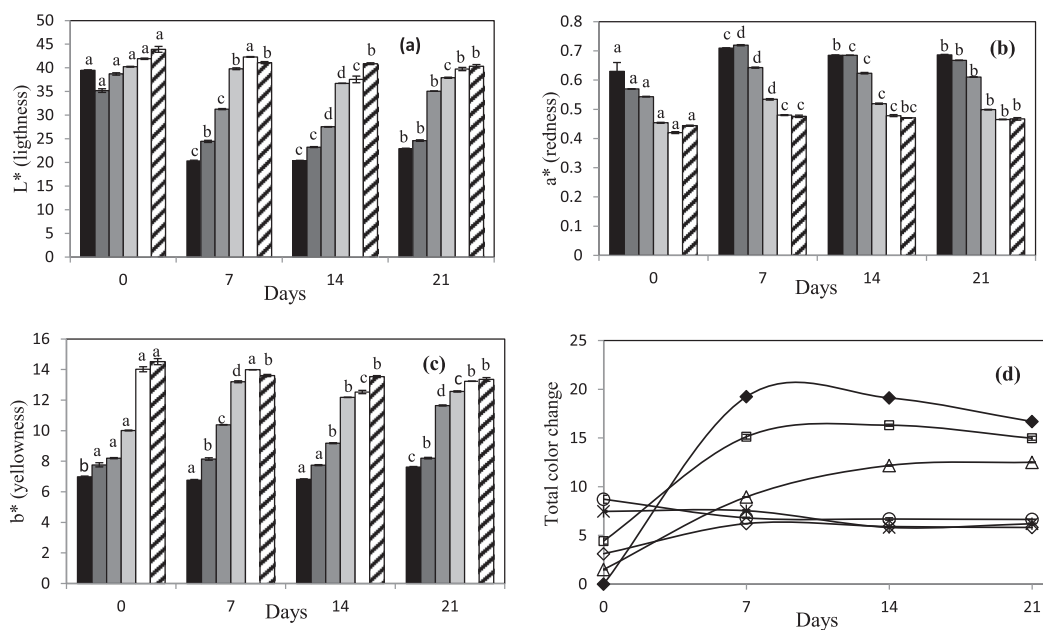 50
45
40
35
30
25
20
15
10
5
0
L* (ligthness)
(a)
a a a a a a
c b c b a b
c c c d c b
c b a c b b
0 7 14 21
Days
0.8
0.7
0.6
0.5
0.4
0.3
0.2
0.1
0
a* (redness)
(b)
a a a a a a
c d b d c c
b c c c b bc
b b b b b b
0 7 14 21
Days
16
14
12
10
8
6
4
2
0
b* (yellowness)
(c)
b a a a a a
a b c d a b
a a b b c b
c b d c b b
0 7 14 21
Days
25
20
15
10
5
0
Total color change
(d)
0 7 14 21
Days